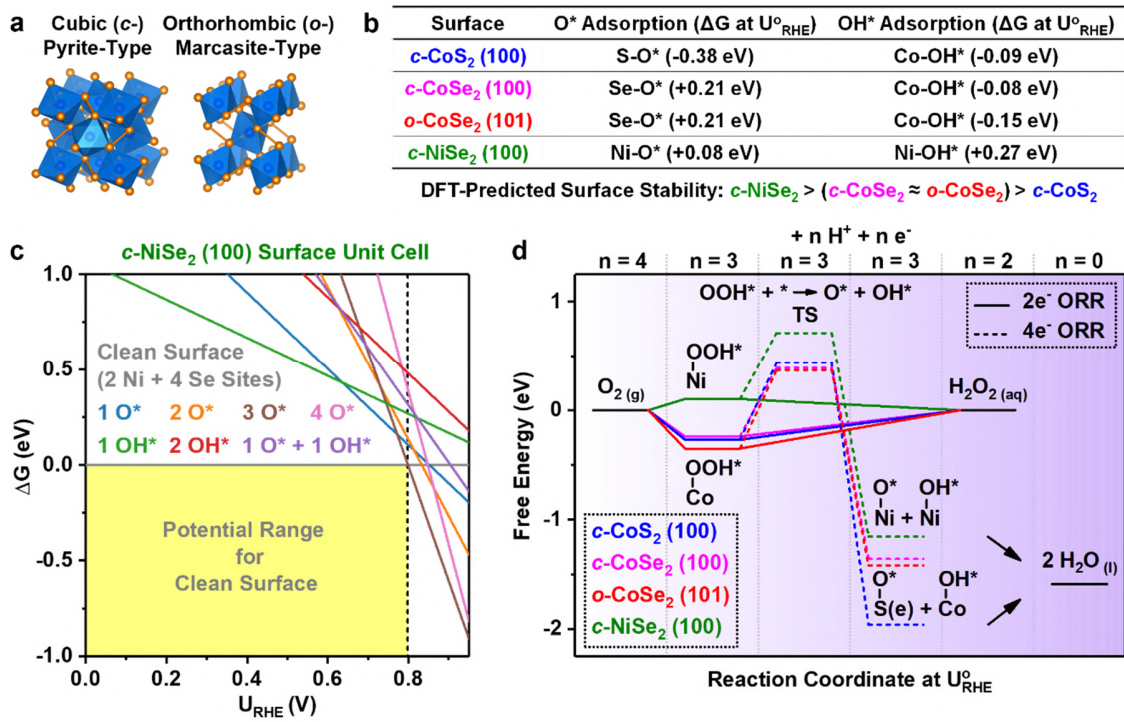 a
Cubic (c-)
Pyrite-Type
Orthorhombic (o-)
Marcasite-Type
b
Surface
O* Adsorption (ΔG at U°RHE)
OH* Adsorption (ΔG at U°RHE)
c-CoS2 (100)
S-O* (-0.38 eV)
Co-OH* (-0.09 eV)
c-CoSe2 (100)
Se-O* (+0.21 eV)
Co-OH* (-0.08 eV)
o-CoSe2 (101)
Se-O* (+0.21 eV)
Co-OH* (-0.15 eV)
c-NiSe2 (100)
Ni-O* (+0.08 eV)
Ni-OH* (+0.27 eV)
DFT-Predicted Surface Stability: c-NiSe2 > (c-CoSe2 ≈ o-CoSe2) > c-CoS2
c
c-NiSe2 (100) Surface Unit Cell
1.0
0.5
0.0
-0.5
-1.0
ΔG (eV)
Clean Surface
(2 Ni + 4 Se Sites)
1 O* 2 O* 3 O* 4 O*
1 OH* 2 OH* 1 O* + 1 OH*
Potential Range
for
Clean Surface
0.0 0.2 0.4 0.6 0.8
URHE (V)
d
+ n H+ + n e-
n = 4 n = 3 n = 3 n = 3 n = 2 n = 0
OOH* + * → O* + OH*
TS
2e- ORR
4e- ORR
1
0
-1
-2
Free Energy (eV)
O2 (g)
OOH*
Ni
OOH*
Co
H2O2 (aq)
O* OH*
Ni + Ni
O* OH*
S(e) + Co
2 H2O (l)
c-CoS2 (100)
c-CoSe2 (100)
o-CoSe2 (101)
c-NiSe2 (100)
Reaction Coordinate at U°RHE